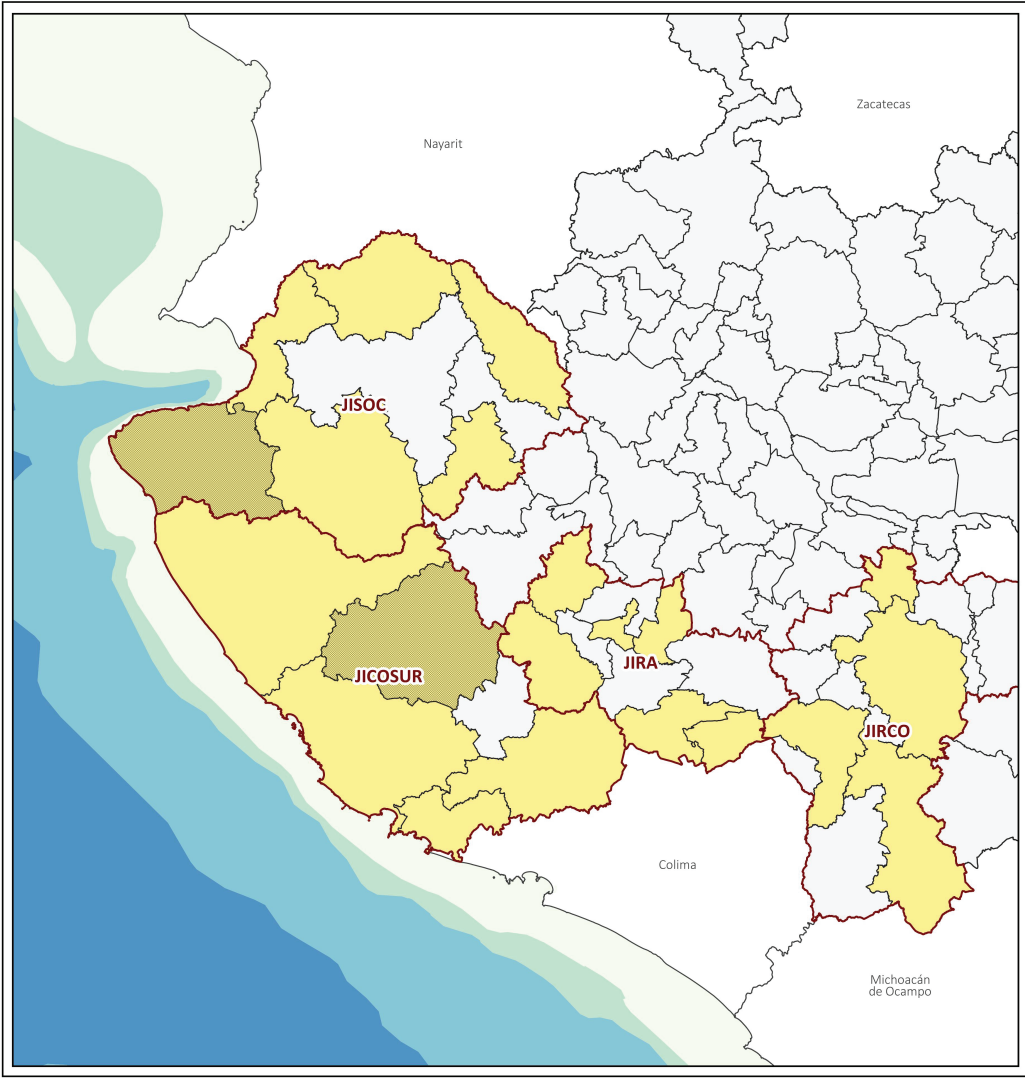 Zacatecas
Nayarit
JISOC
JIRA
JICOSUR
JIRCO
Colima
Michoacán
de Ocampo